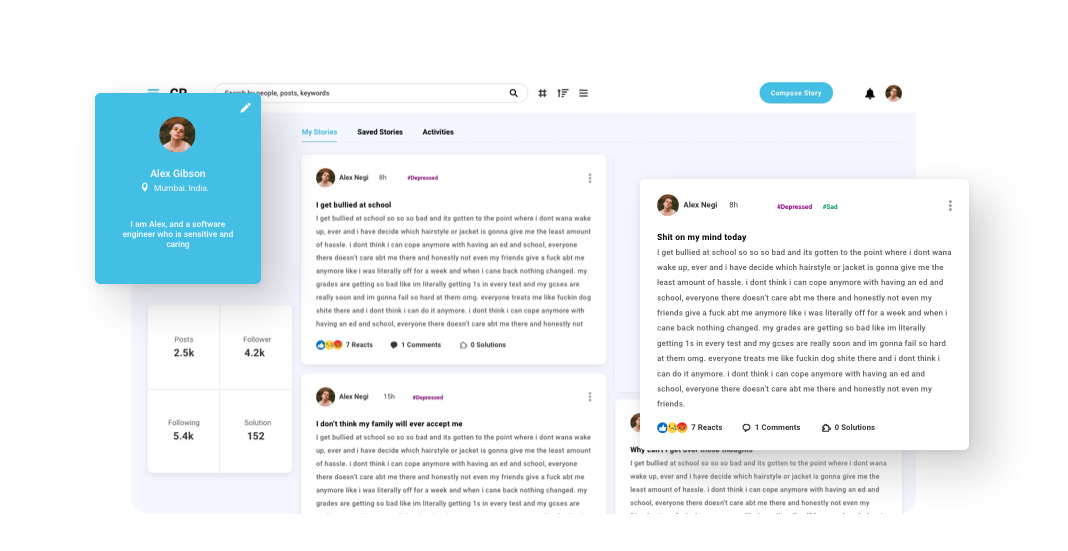 Search by people, posts, keywords
Compose Story
Alex Gibson
Mumbai. India.
I am Alex, and a software
engineer who is sensitive and
caring
Posts
2.5k
Follower
4.2k
Following
5.4k
Solution
152
My Stories
Saved Stories
Activities
Alex Negi
8h
#Depressed
I get bullied at school
I get bullied at school so so so bad and its gotten to the point where i dont wana wake
up, ever and i have decide which hairstyle or jacket is gonna give me the least amount
of hassle. i dont think i can cope anymore with having an ed and school, everyone
there doesn't care abt me there and honestly not even my friends give a fuck abt me
anymore like i was literally off for a week and when i cane back nothing changed. my
grades are getting so bad like im literally getting 1s in every test and my gcses are
really soon and im gonna fail so hard at them omg. everyone treats me like fuckin dog
shite there and i dont think i can do it anymore. i dont think i can cope anymore with
having an ed and school, everyone there doesn't care abt me there and honestly not
7 Reacts
1 Comments
0 Solutions
Alex Negi
15h
#Depressed
I don't think my family will ever accept me
I get bullied at school so so so bad and its gotten to the point where i dont wana wake
up, ever and i have decide which hairstyle or jacket is gonna give me the least amount
of hassle. i dont think i can cope anymore with having an ed and school, everyone
there doesn't care abt me there and honestly not even my friends give a fuck abt me
anymore like i was literally off for a week and when i cane back nothing changed. my
grades are getting so bad like im literally getting 1s in every test and my gcses are
Alex Negi
8h
#Depressed
#Sad
Shit on my mind today
I get bullied at school so so so bad and its gotten to the point where i dont wana
wake up, ever and i have decide which hairstyle or jacket is gonna give me the
least amount of hassle. i dont think i can cope anymore with having an ed and
school, everyone there doesn't care abt me there and honestly not even my
friends give a fuck abt me anymore like i was literally off for a week and when i
cane back nothing changed. my grades are getting so bad like im literally
getting 1s in every test and my gcses are really soon and im gonna fail so hard
at them omg. everyone treats me like fuckin dog shite there and i dont think i
can do it anymore. i dont think i can cope anymore with having an ed and
school, everyone there doesn't care abt me there and honestly not even my
friends.
7 Reacts
1 Comments
0 Solutions
Why can't I get over those thoughts
I get bullied at school so so so bad and its gotten to the point where i dont wana
wake up, ever and i have decide which hairstyle or jacket is gonna give me the
least amount of hassle. i dont think i can cope anymore with having an ed and
school, everyone there doesn't care abt me there and honestly not even my